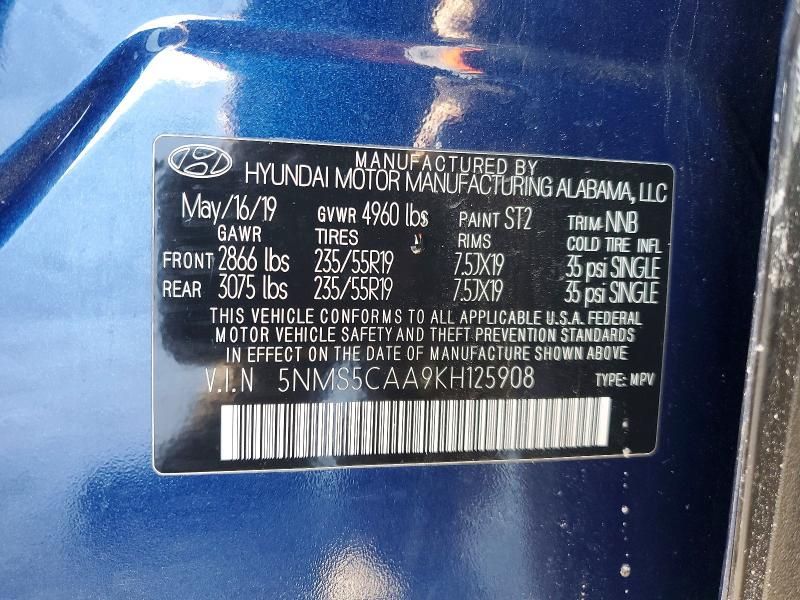 MANUFACTURED BY
HYUNDAI MOTOR MANUFACTURING ALABAMA, LLC
May/16/19 GVWR 4960 lbs PAINT ST2 TRIM NNB
GAWR TIRES RIMS COLD TIRE INFL
FRONT 2866 lbs 235/55R19 7.5JX19 35 psi SINGLE
REAR 3075 lbs 235/55R19 7.5JX19 35 psi SINGLE
THIS VEHICLE CONFORMS TO ALL APPLICABLE U.S.A. FEDERAL
MOTOR VEHICLE SAFETY AND THEFT PREVENTION STANDARDS
IN EFFECT ON THE DATE OF MANUFACTURE SHOWN ABOVE
V.I.N 5NMS5CAA9KH125908 TYPE: MPV